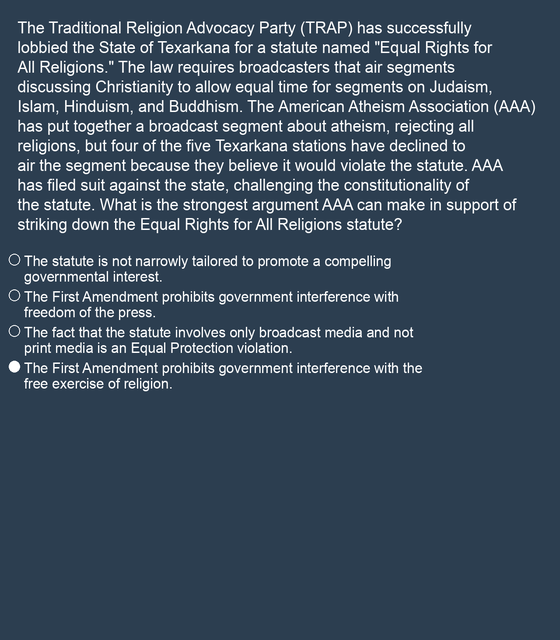 The Traditional Religion Advocacy Party (TRAP) has successfully
lobbied the State of Texarkana for a statute named "Equal Rights for
All Religions." The law requires broadcasters that air segments
discussing Christianity to allow equal time for segments on Judaism,
Islam, Hinduism, and Buddhism. The American Atheism Association (AAA)
has put together a broadcast segment about atheism, rejecting all
religions, but four of the five Texarkana stations have declined to
air the segment because they believe it would violate the statute. AAA
has filed suit against the state, challenging the constitutionality of
the statute. What is the strongest argument AAA can make in support of
striking down the Equal Rights for All Religions statute?
The statute is not narrowly tailored to promote a compelling
governmental interest.
The First Amendment prohibits government interference with
freedom of the press.
The fact that the statute involves only broadcast media and not
print media is an Equal Protection violation.
The First Amendment prohibits government interference with the
free exercise of religion.